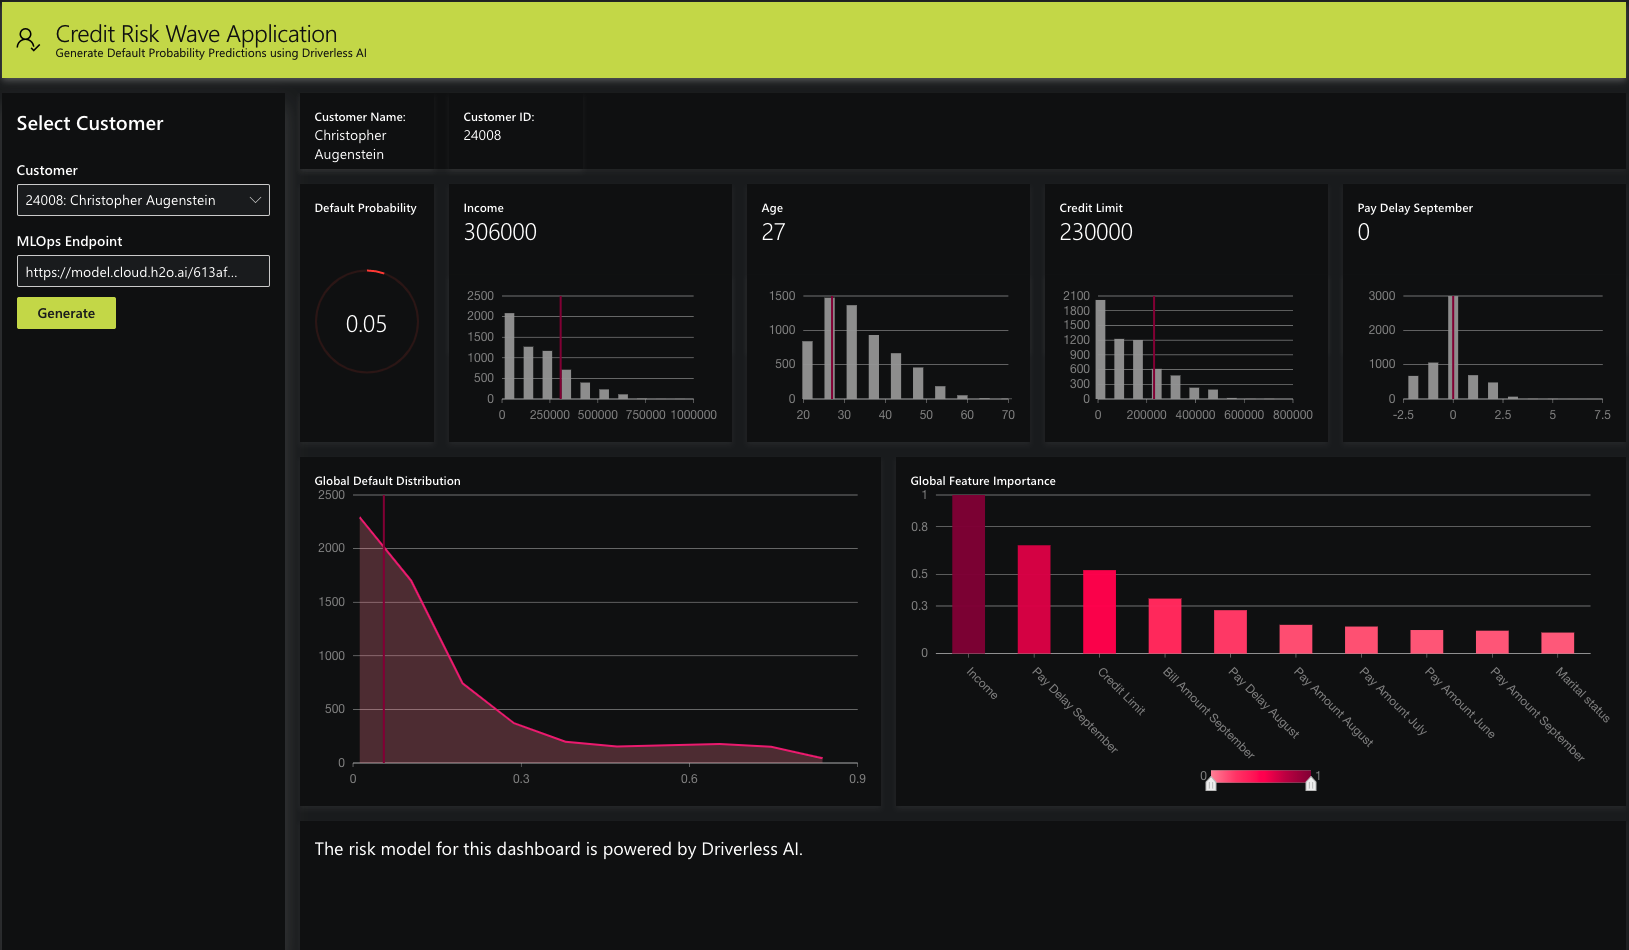 Credit Risk Wave Application
Generate Default Probability Predictions using Driverless AI
Select Customer
Customer
24008: Christopher Augenstein
MLOps Endpoint
https://model.cloud.h2o.ai/613af...
Generate
Customer Name:
Christopher
Augenstein
Customer ID:
24008
Default Probability
0.05
Income
306000
2500
2000
1500
1000
500
0
0 250000 500000 750000 1000000
Age
27
1500
1000
500
0
20 30 40 50 60 70
Credit Limit
230000
2100
1800
1500
1200
900
600
300
0
0 200000 400000 600000 800000
Pay Delay September
0
3000
2000
1000
0
-2.5 0 2.5 5 7.5
Global Default Distribution
2500
2000
1500
1000
500
0
0 0.3 0.6 0.9
Global Feature Importance
1
0.8
0.5
0.3
0
Income
Pay Delay September
Credit Limit
Bill Amount September
Pay Delay August
Pay Amount August
Pay Amount July
Pay Amount June
Pay Amount September
Marital status
0 1
The risk model for this dashboard is powered by Driverless AI.